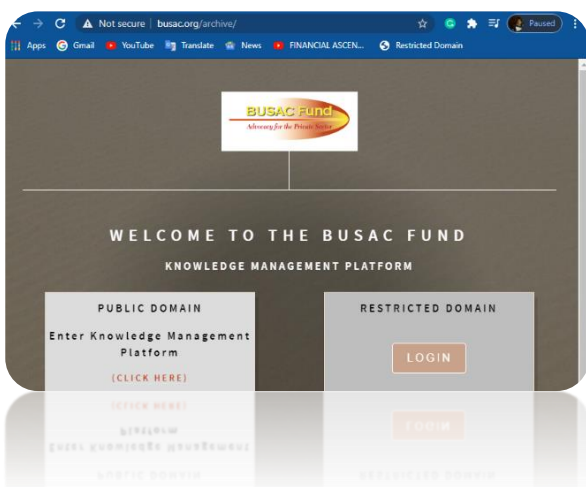 Not secure | busac.org/archive/
Paused
Apps Gmail YouTube Translate News FINANCIAL ASCEN... Restricted Domain
BUSAC Fund
Advocacy for the Private Sector
WELCOME TO THE BUSAC FUND
KNOWLEDGE MANAGEMENT PLATFORM
PUBLIC DOMAIN
Enter Knowledge Management
Platform
(CLICK HERE)
RESTRICTED DOMAIN
LOGIN